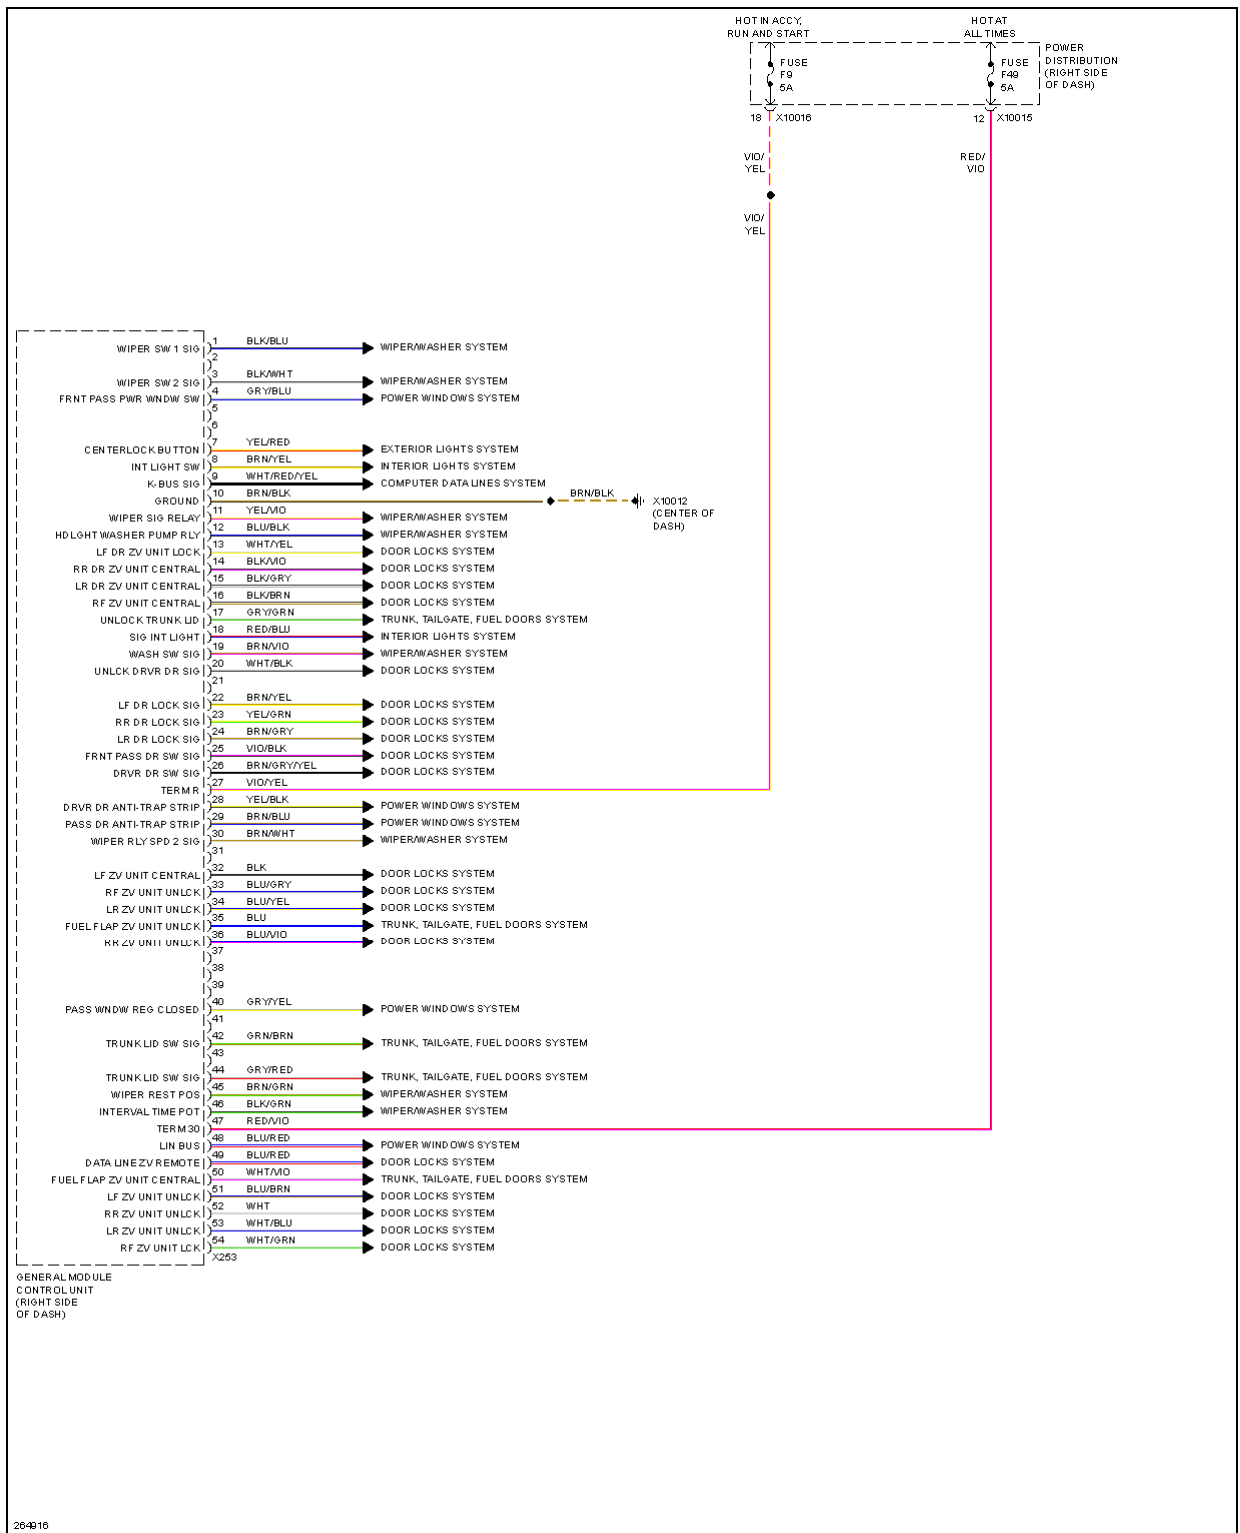 HOT IN ACCY, RUN AND START
HOT AT ALL TIMES
FUSE F9 5A
FUSE F49 5A
POWER DISTRIBUTION (RIGHT SIDE OF DASH)
18 X10016
12 X10015
VIO/YEL
RED/VIO
VIO/YEL
WIPER SW 1 SIG 1 BLK/BLU WIPER/WASHER SYSTEM
2
WIPER SW 2 SIG 3 BLK/WHT WIPER/WASHER SYSTEM
FRNT PASS PWR WNDW SW 4 GRY/BLU POWER WINDOWS SYSTEM
5
6
CENTERLOCK BUTTON 7 YEL/RED EXTERIOR LIGHTS SYSTEM
INT LIGHT SW 8 BRN/YEL INTERIOR LIGHTS SYSTEM
K-BUS SIG 9 WHT/RED/YEL COMPUTER DATA LINES SYSTEM
GROUND 10 BRN/BLK BRN/BLK X10012 (CENTER OF DASH)
WIPER SIG RELAY 11 YEL/VIO WIPER/WASHER SYSTEM
HDLGHT WASHER PUMP RLY 12 BLU/BLK WIPER/WASHER SYSTEM
LF DR ZV UNIT LOCK 13 WHT/YEL DOOR LOCKS SYSTEM
RR DR ZV UNIT CENTRAL 14 BLK/VIO DOOR LOCKS SYSTEM
LR DR ZV UNIT CENTRAL 15 BLK/GRY DOOR LOCKS SYSTEM
RF ZV UNIT CENTRAL 16 BLK/BRN DOOR LOCKS SYSTEM
UNLOCK TRUNK LID 17 GRY/GRN TRUNK, TAILGATE, FUEL DOORS SYSTEM
SIG INT LIGHT 18 RED/BLU INTERIOR LIGHTS SYSTEM
WASH SW SIG 19 BRN/VIO WIPER/WASHER SYSTEM
UNLCK DRVR DR SIG 20 WHT/BLK DOOR LOCKS SYSTEM
21
LF DR LOCK SIG 22 BRN/YEL DOOR LOCKS SYSTEM
RR DR LOCK SIG 23 YEL/GRN DOOR LOCKS SYSTEM
LR DR LOCK SIG 24 BRN/GRY DOOR LOCKS SYSTEM
FRNT PASS DR SW SIG 25 VIO/BLK DOOR LOCKS SYSTEM
DRVR DR SW SIG 26 BRN/GRY/YEL DOOR LOCKS SYSTEM
TERM R 27 VIO/YEL
DRVR DR ANTI-TRAP STRIP 28 YEL/BLK POWER WINDOWS SYSTEM
PASS DR ANTI-TRAP STRIP 29 BRN/BLU POWER WINDOWS SYSTEM
WIPER RLY SPD 2 SIG 30 BRN/WHT WIPER/WASHER SYSTEM
31
LF ZV UNIT CENTRAL 32 BLK DOOR LOCKS SYSTEM
RF ZV UNIT UNLCK 33 BLU/GRY DOOR LOCKS SYSTEM
LR ZV UNIT UNLCK 34 BLU/YEL DOOR LOCKS SYSTEM
FUEL FLAP ZV UNIT UNLCK 35 BLU TRUNK, TAILGATE, FUEL DOORS SYSTEM
RR ZV UNIT UNLCK 36 BLU/VIO DOOR LOCKS SYSTEM
37
38
39
PASS WNDW REG CLOSED 40 GRY/YEL POWER WINDOWS SYSTEM
41
TRUNK LID SW SIG 42 GRN/BRN TRUNK, TAILGATE, FUEL DOORS SYSTEM
43
TRUNK LID SW SIG 44 GRY/RED TRUNK, TAILGATE, FUEL DOORS SYSTEM
WIPER REST POS 45 BRN/GRN WIPER/WASHER SYSTEM
INTERVAL TIME POT 46 BLK/GRN WIPER/WASHER SYSTEM
TERM 30 47 RED/VIO
LIN BUS 48 BLU/RED POWER WINDOWS SYSTEM
DATA LINE ZV REMOTE 49 BLU/RED DOOR LOCKS SYSTEM
FUEL FLAP ZV UNIT CENTRAL 50 WHT/VIO TRUNK, TAILGATE, FUEL DOORS SYSTEM
LF ZV UNIT UNLCK 51 BLU/BRN DOOR LOCKS SYSTEM
RR ZV UNIT UNLCK 52 WHT DOOR LOCKS SYSTEM
LR ZV UNIT UNLCK 53 WHT/BLU DOOR LOCKS SYSTEM
RF ZV UNIT LCK 54 WHT/GRN DOOR LOCKS SYSTEM
X253
GENERAL MODULE
CONTROL UNIT
(RIGHT SIDE
OF DASH)
264916